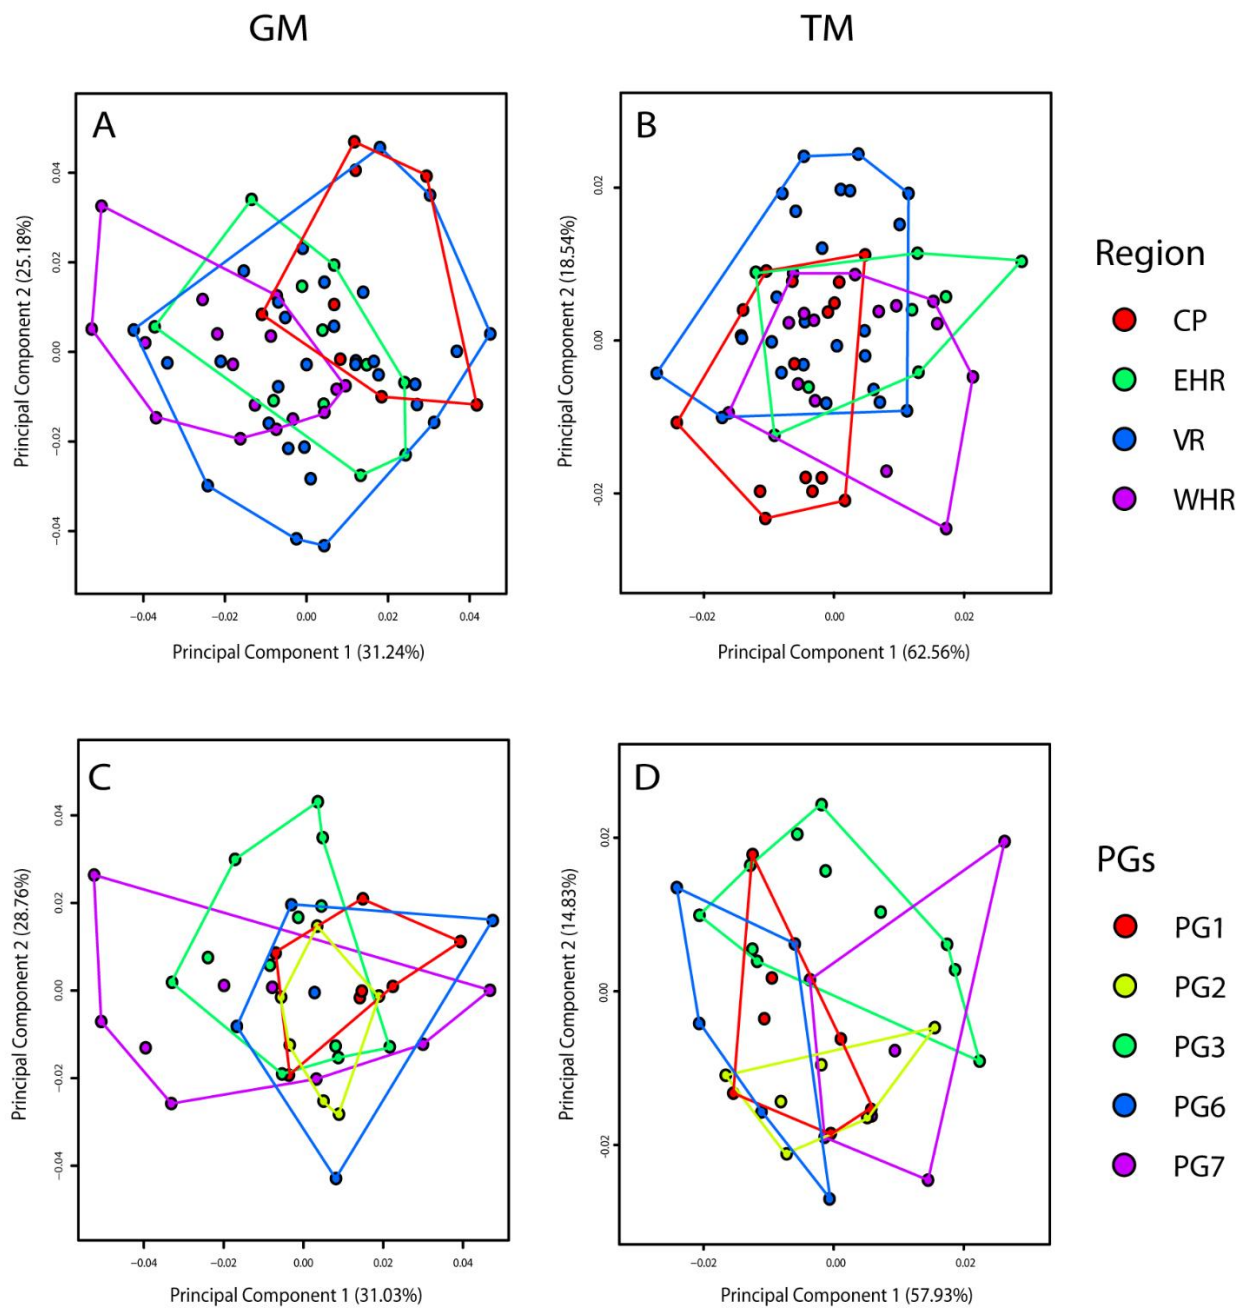 GM
TM
A
0.04
0.02
0.00
−0.02
−0.04
Principal Component 2 (25.18%)
−0.04 −0.02 0.00 0.02 0.04
Principal Component 1 (31.24%)
B
0.02
0.00
−0.02
Principal Component 2 (18.54%)
−0.02 0.00 0.02
Principal Component 1 (62.56%)
Region
CP
EHR
VR
WHR
C
0.04
0.02
0.00
−0.02
−0.04
Principal Component 2 (28.76%)
−0.04 −0.02 0.00 0.02 0.04
Principal Component 1 (31.03%)
D
0.02
0.00
−0.02
Principal Component 2 (14.83%)
−0.02 0.00 0.02
Principal Component 1 (57.93%)
PGs
PG1
PG2
PG3
PG6
PG7